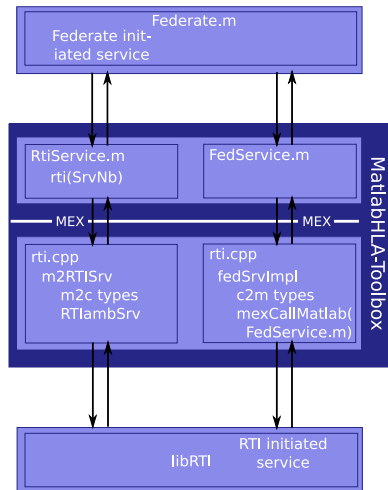 Federate.m
Federate init-
iated service
RtiService.m
rti(SrvNb)
FedService.m
MatlabHLA-Toolbox
MEX
MEX
rti.cpp
m2RTISrv
m2c types
RTIambSrv
rti.cpp
fedSrvImpl
c2m types
mexCallMatlab(
FedService.m)
libRTI
RTI initiated
service